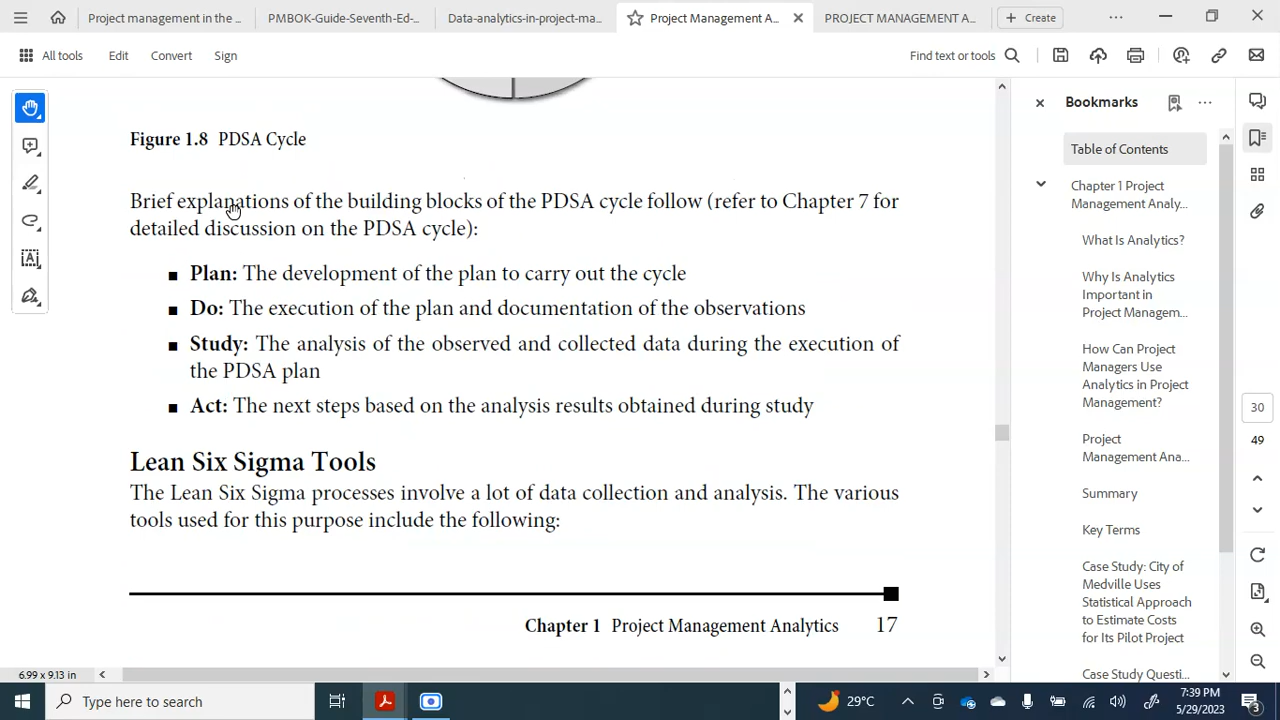 Project management in the ...
PMBOK-Guide-Seventh-Ed-...
Data-analytics-in-project-ma...
Project Management A...
PROJECT MANAGEMENT A...
Create
All tools
Edit
Convert
Sign
Find text or tools
Figure 1.8 PDSA Cycle
Brief explanations of the building blocks of the PDSA cycle follow (refer to Chapter 7 for
detailed discussion on the PDSA cycle):
■ Plan: The development of the plan to carry out the cycle
■ Do: The execution of the plan and documentation of the observations
■ Study: The analysis of the observed and collected data during the execution of
the PDSA plan
■ Act: The next steps based on the analysis results obtained during study
Lean Six Sigma Tools
The Lean Six Sigma processes involve a lot of data collection and analysis. The various
tools used for this purpose include the following:
Chapter 1 Project Management Analytics 17
6.99 x 9.13 in
Bookmarks
Table of Contents
Chapter 1 Project
Management Analy...
What Is Analytics?
Why Is Analytics
Important in
Project Managem...
How Can Project
Managers Use
Analytics in Project
Management?
Project
Management Ana...
Summary
Key Terms
Case Study: City of
Medville Uses
Statistical Approach
to Estimate Costs
for Its Pilot Project
Case Study Questi...
30
49
Type here to search
29°C
7:39 PM
5/29/2023
3